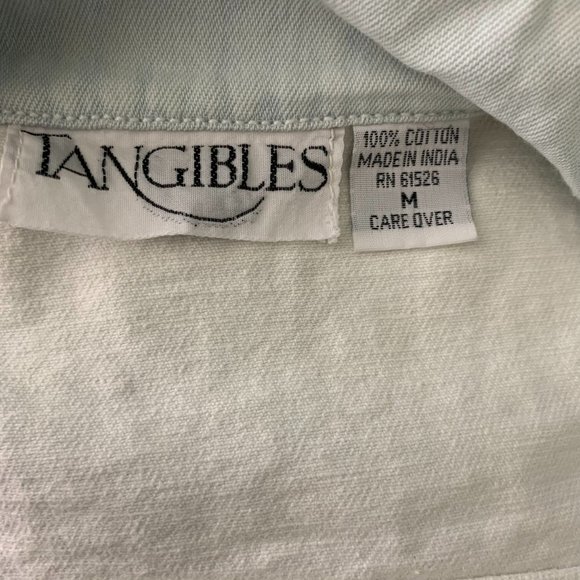 TANGIBLES
100% COTTON
MADE IN INDIA
RN 61526
M
CARE OVER